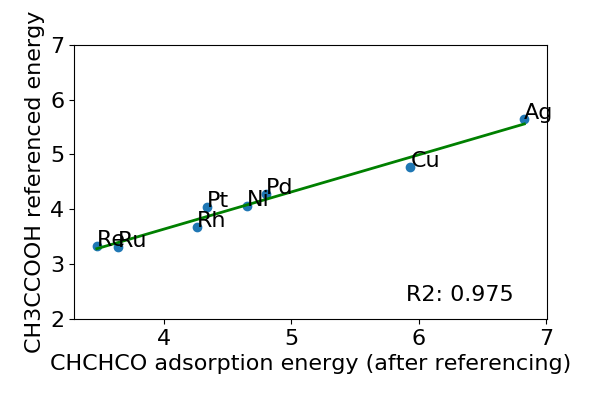 CH3CCOOH referenced energy
7
6
5
4
3
2
Ag
Cu
Pd
Pt
Ni
Rh
Re
Ru
R2: 0.975
4
5
6
7
CHCHCO adsorption energy (after referencing)